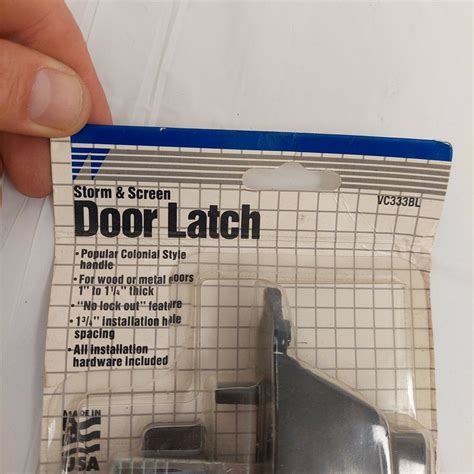 Storm & Screen
VC333BL
Door Latch
• Popular Colonial Style
handle
• For wood or metal doors
1" to 1¼" thick
• "No lock out" feature
• 1¾" installation hole
spacing
• All installation
hardware included
MADE IN
USA